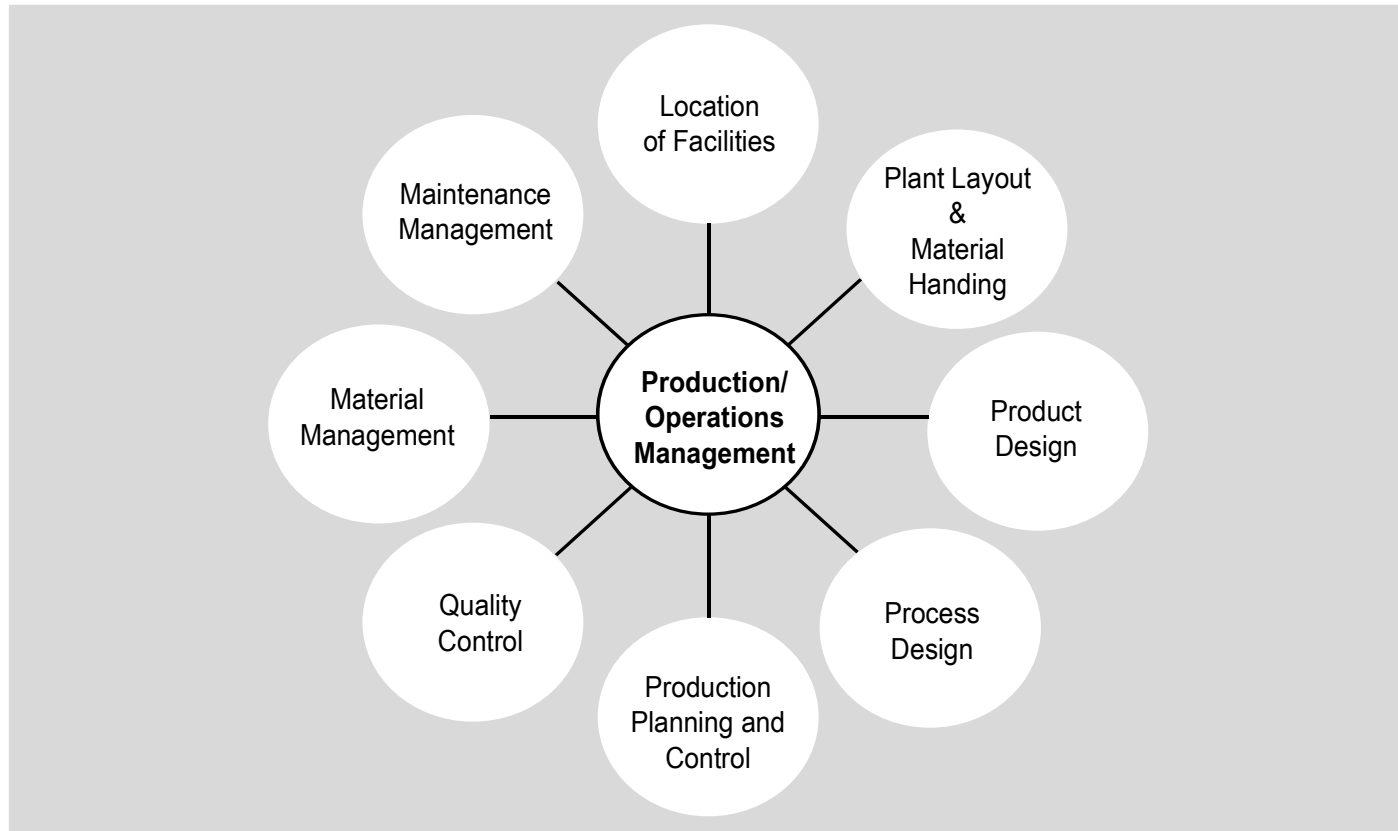 Location
of Facilities
Plant Layout
&
Material
Handing
Product
Design
Process
Design
Production
Planning and
Control
Quality
Control
Material
Management
Maintenance
Management
Production/
Operations
Management